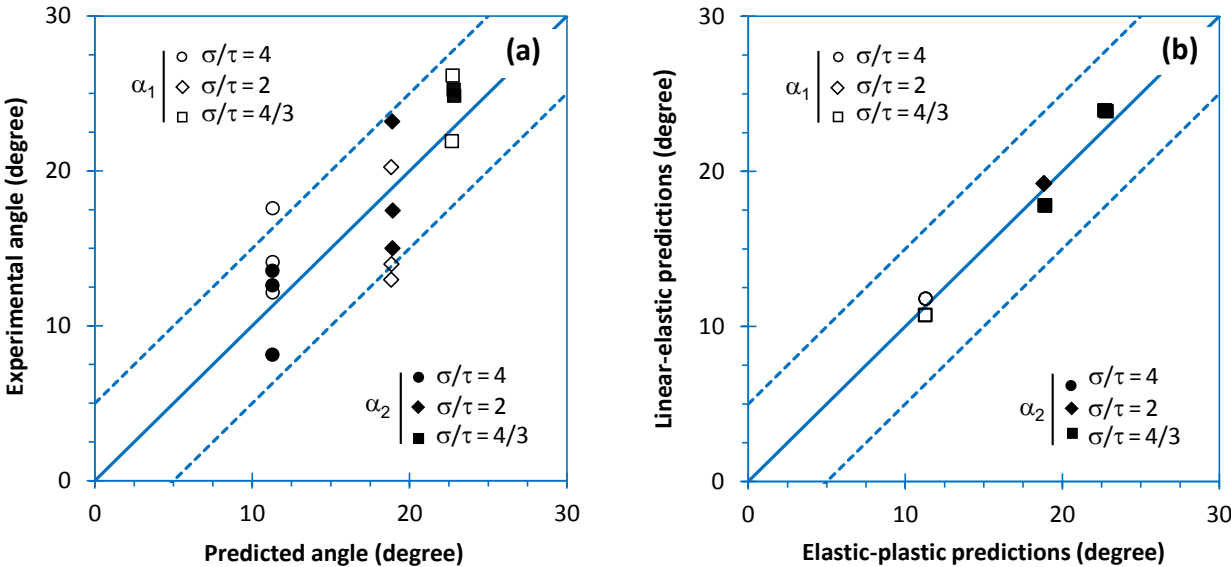 30
20
10
0
0
10
20
30
Experimental angle (degree)
Predicted angle (degree)
(a)
α1
σ/τ = 4
σ/τ = 2
σ/τ = 4/3
α2
σ/τ = 4
σ/τ = 2
σ/τ = 4/3
30
20
10
0
0
10
20
30
Linear-elastic predictions (degree)
Elastic-plastic predictions (degree)
(b)
α1
σ/τ = 4
σ/τ = 2
σ/τ = 4/3
α2
σ/τ = 4
σ/τ = 2
σ/τ = 4/3